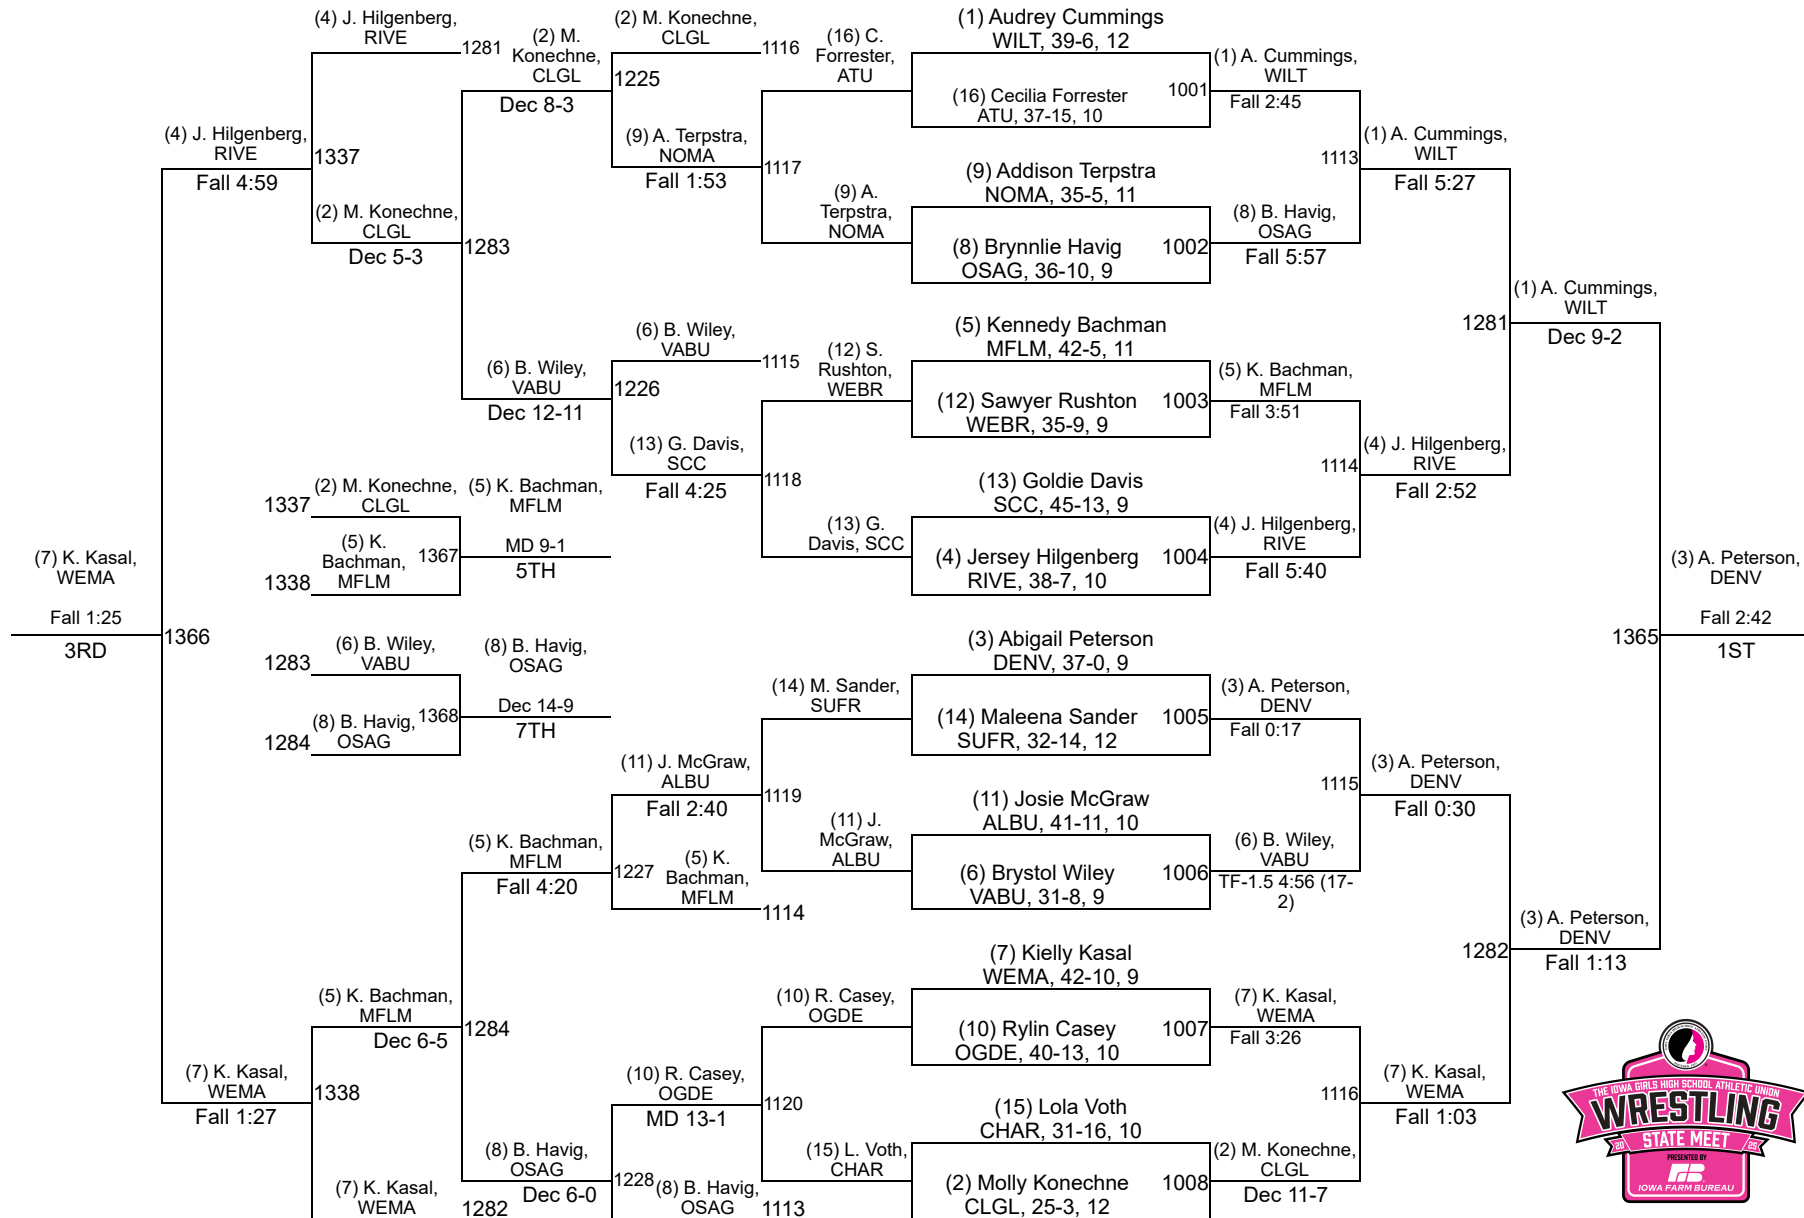 (4) J. Hilgenberg,
RIVE
1281
(2) M.
Konechne,
CLGL
Dec 8-3
(2) M. Konechne,
CLGL
1116
1225
(16) C.
Forrester,
ATU
(1) Audrey Cummings
WILT, 39-6, 12
(16) Cecilia Forrester
ATU, 37-15, 10
1001
(1) A. Cummings,
WILT
Fall 2:45
(4) J. Hilgenberg,
RIVE
Fall 4:59
1337
(9) A. Terpstra,
NOMA
Fall 1:53
1117
(9) Addison Terpstra
NOMA, 35-5, 11
1113
(1) A. Cummings,
WILT
Fall 5:27
(2) M. Konechne,
CLGL
Dec 5-3
1283
(9) A.
Terpstra,
NOMA
(8) Brynnlie Havig
OSAG, 36-10, 9
1002
(8) B. Havig,
OSAG
Fall 5:57
(6) B. Wiley,
VABU
1115
(5) Kennedy Bachman
MFLM, 42-5, 11
1281
(1) A. Cummings,
WILT
Dec 9-2
(6) B. Wiley,
VABU
Dec 12-11
1226
(12) S.
Rushton,
WEBR
(12) Sawyer Rushton
WEBR, 35-9, 9
1003
(5) K. Bachman,
MFLM
Fall 3:51
(13) G. Davis,
SCC
Fall 4:25
1118
(13) Goldie Davis
SCC, 45-13, 9
1114
(4) J. Hilgenberg,
RIVE
Fall 2:52
1337
(2) M. Konechne,
CLGL
(5) K. Bachman,
MFLM
(13) G.
Davis, SCC
(4) Jersey Hilgenberg
RIVE, 38-7, 10
1004
(4) J. Hilgenberg,
RIVE
Fall 5:40
1338
(5) K.
Bachman,
MFLM
1367
MD 9-1
5TH
(7) K. Kasal,
WEMA
Fall 1:25
3RD
1366
(3) A. Peterson,
DENV
Fall 2:42
1ST
1365
1283
(6) B. Wiley,
VABU
(8) B. Havig,
OSAG
1284
(8) B. Havig,
OSAG
1368
Dec 14-9
7TH
(3) Abigail Peterson
DENV, 37-0, 9
(14) M. Sander,
SUFR
(14) Maleena Sander
SUFR, 32-14, 12
1005
(3) A. Peterson,
DENV
Fall 0:17
(11) J. McGraw,
ALBU
Fall 2:40
1119
(11) Josie McGraw
ALBU, 41-11, 10
1115
(3) A. Peterson,
DENV
Fall 0:30
(5) K. Bachman,
MFLM
Fall 4:20
1227
(5) K.
Bachman,
MFLM
1114
(11) J.
McGraw,
ALBU
(6) Brystol Wiley
VABU, 31-8, 9
1006
(6) B. Wiley,
VABU
TF-1.5 4:56 (17-
2)
1282
(3) A. Peterson,
DENV
Fall 1:13
(7) Kielly Kasal
WEMA, 42-10, 9
(5) K. Bachman,
MFLM
Dec 6-5
1284
(10) R. Casey,
OGDE
(10) Rylin Casey
OGDE, 40-13, 10
1007
(7) K. Kasal,
WEMA
Fall 3:26
(7) K. Kasal,
WEMA
Fall 1:27
1338
(10) R. Casey,
OGDE
MD 13-1
1120
(15) Lola Voth
CHAR, 31-16, 10
1116
(7) K. Kasal,
WEMA
Fall 1:03
(8) B. Havig,
OSAG
Dec 6-0
1228
(15) L. Voth,
CHAR
(2) Molly Konechne
CLGL, 25-3, 12
1008
(2) M. Konechne,
CLGL
Dec 11-7
(7) K. Kasal,
WEMA
1282
(8) B. Havig,
OSAG
1113
THE IOWA GIRLS HIGH SCHOOL ATHLETIC UNION
WRESTLING
20 STATE MEET 25
PRESENTED BY
FB
IOWA FARM BUREAU